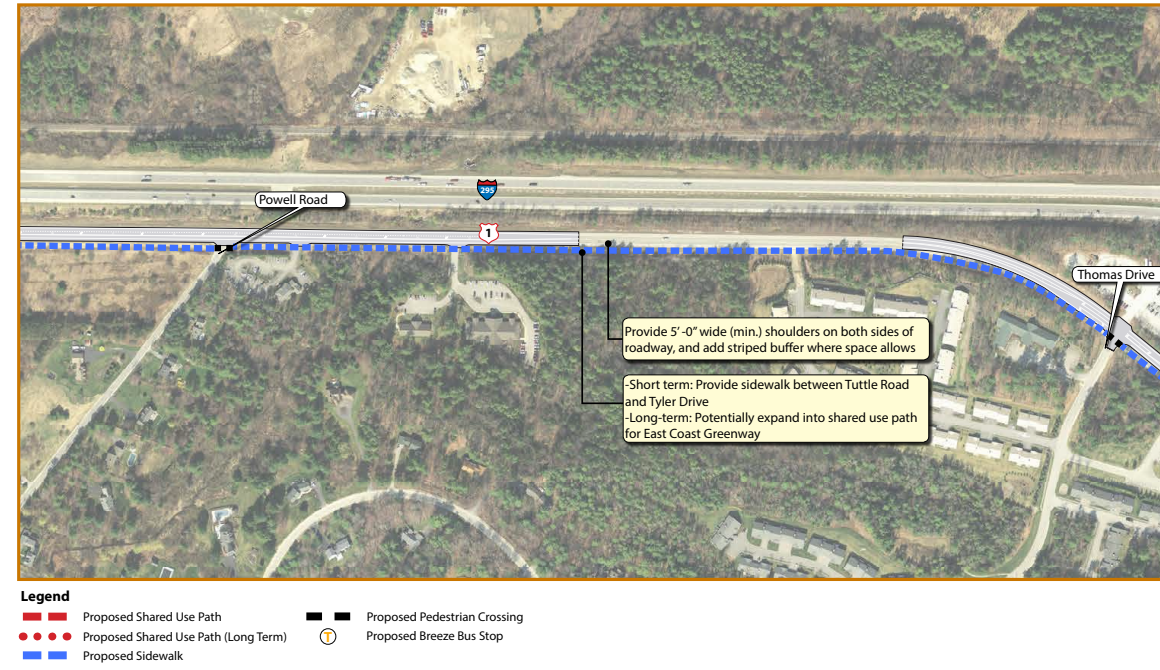 295
Powell Road
1
Thomas Drive
Provide 5’-0” wide (min.) shoulders on both sides of
roadway, and add striped buffer where space allows
-Short term: Provide sidewalk between Tuttle Road
and Tyler Drive
-Long-term: Potentially expand into shared use path
for East Coast Greenway
Legend
Proposed Shared Use Path
Proposed Shared Use Path (Long Term)
Proposed Sidewalk
Proposed Pedestrian Crossing
T
Proposed Breeze Bus Stop